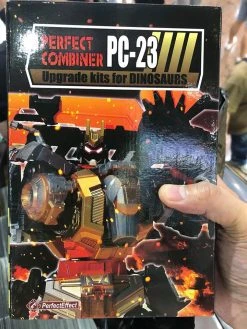 PERFECT
COMBINER PC-23
Upgrade kits for DINOSAURS
PerfectEffect